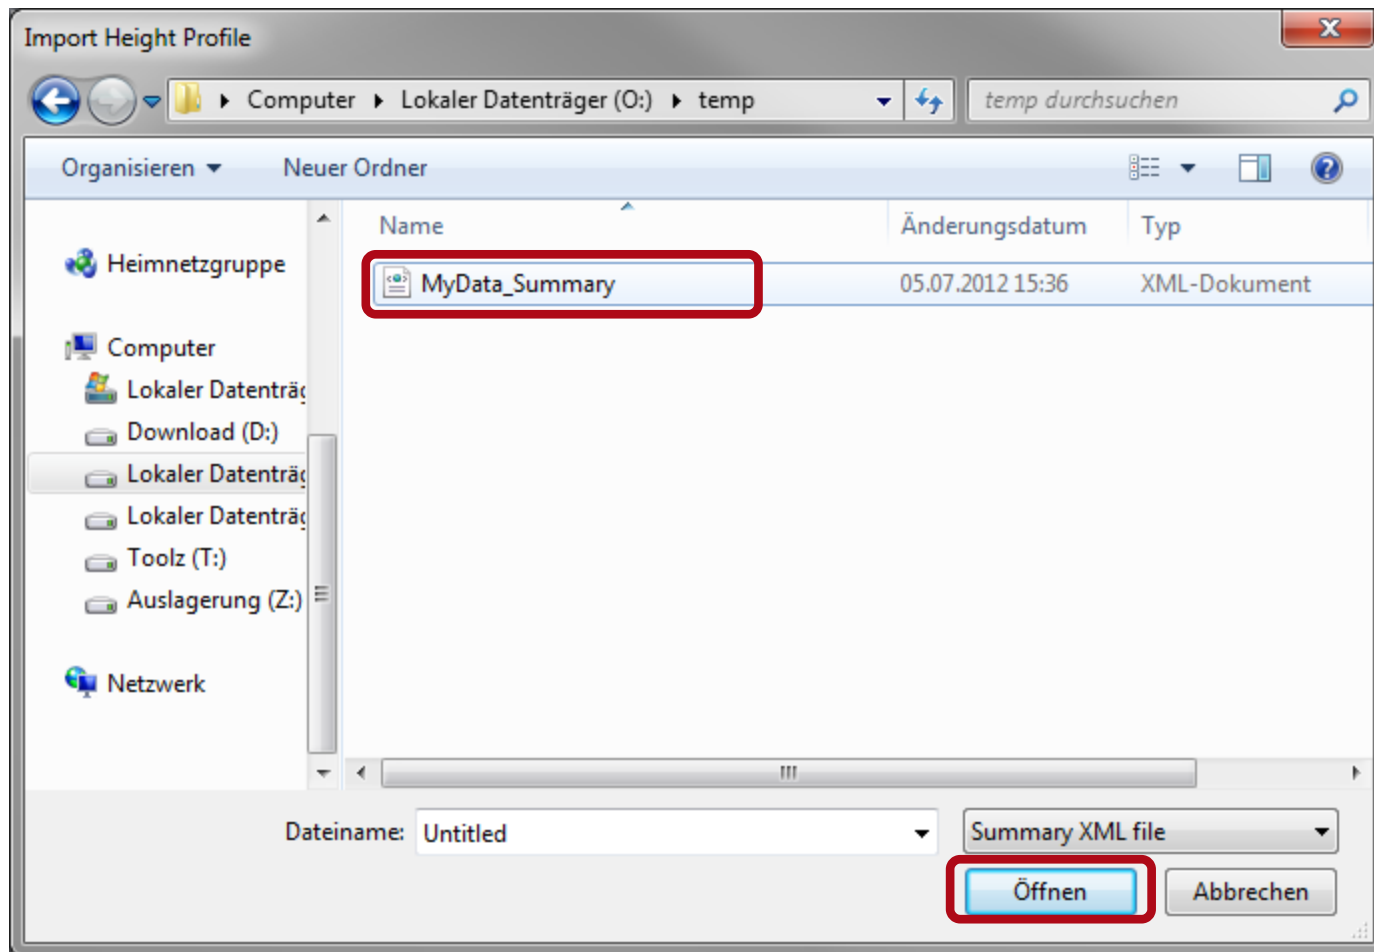 Import Height Profile
Computer Lokaler Datenträger (O:) temp temp durchsuchen
Organisieren Neuer Ordner
Name Änderungsdatum Typ
Heimnetzgruppe
MyData_Summary 05.07.2012 15:36 XML-Dokument
Computer
Lokaler Datenträg
Download (D:)
Lokaler Datenträg
Lokaler Datenträg
Toolz (T:)
Auslagerung (Z:)
Netzwerk
Dateiname: Untitled Summary XML file
Öffnen Abbrechen